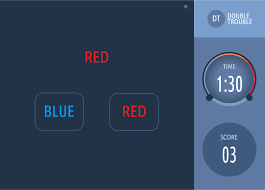 DT DOUBLE
TROUBLE
RED
TIME
1:30
BLUE RED
SCORE
03